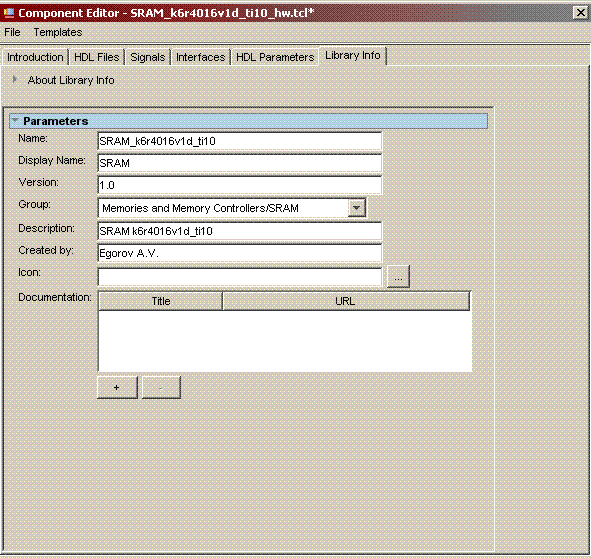 Component Editor - SRAM_k6r4016v1d_ti10_hw.tcl*
File Templates
Introduction HDL Files Signals Interfaces HDL Parameters Library Info
About Library Info
Parameters
Name: SRAM_k6r4016v1d_ti10
Display Name: SRAM
Version: 1.0
Group: Memories and Memory Controllers/SRAM
Description: SRAM k6r4016v1d_ti10
Created by: Egorov A.V.
Icon: ...
Documentation: Title URL
+ -